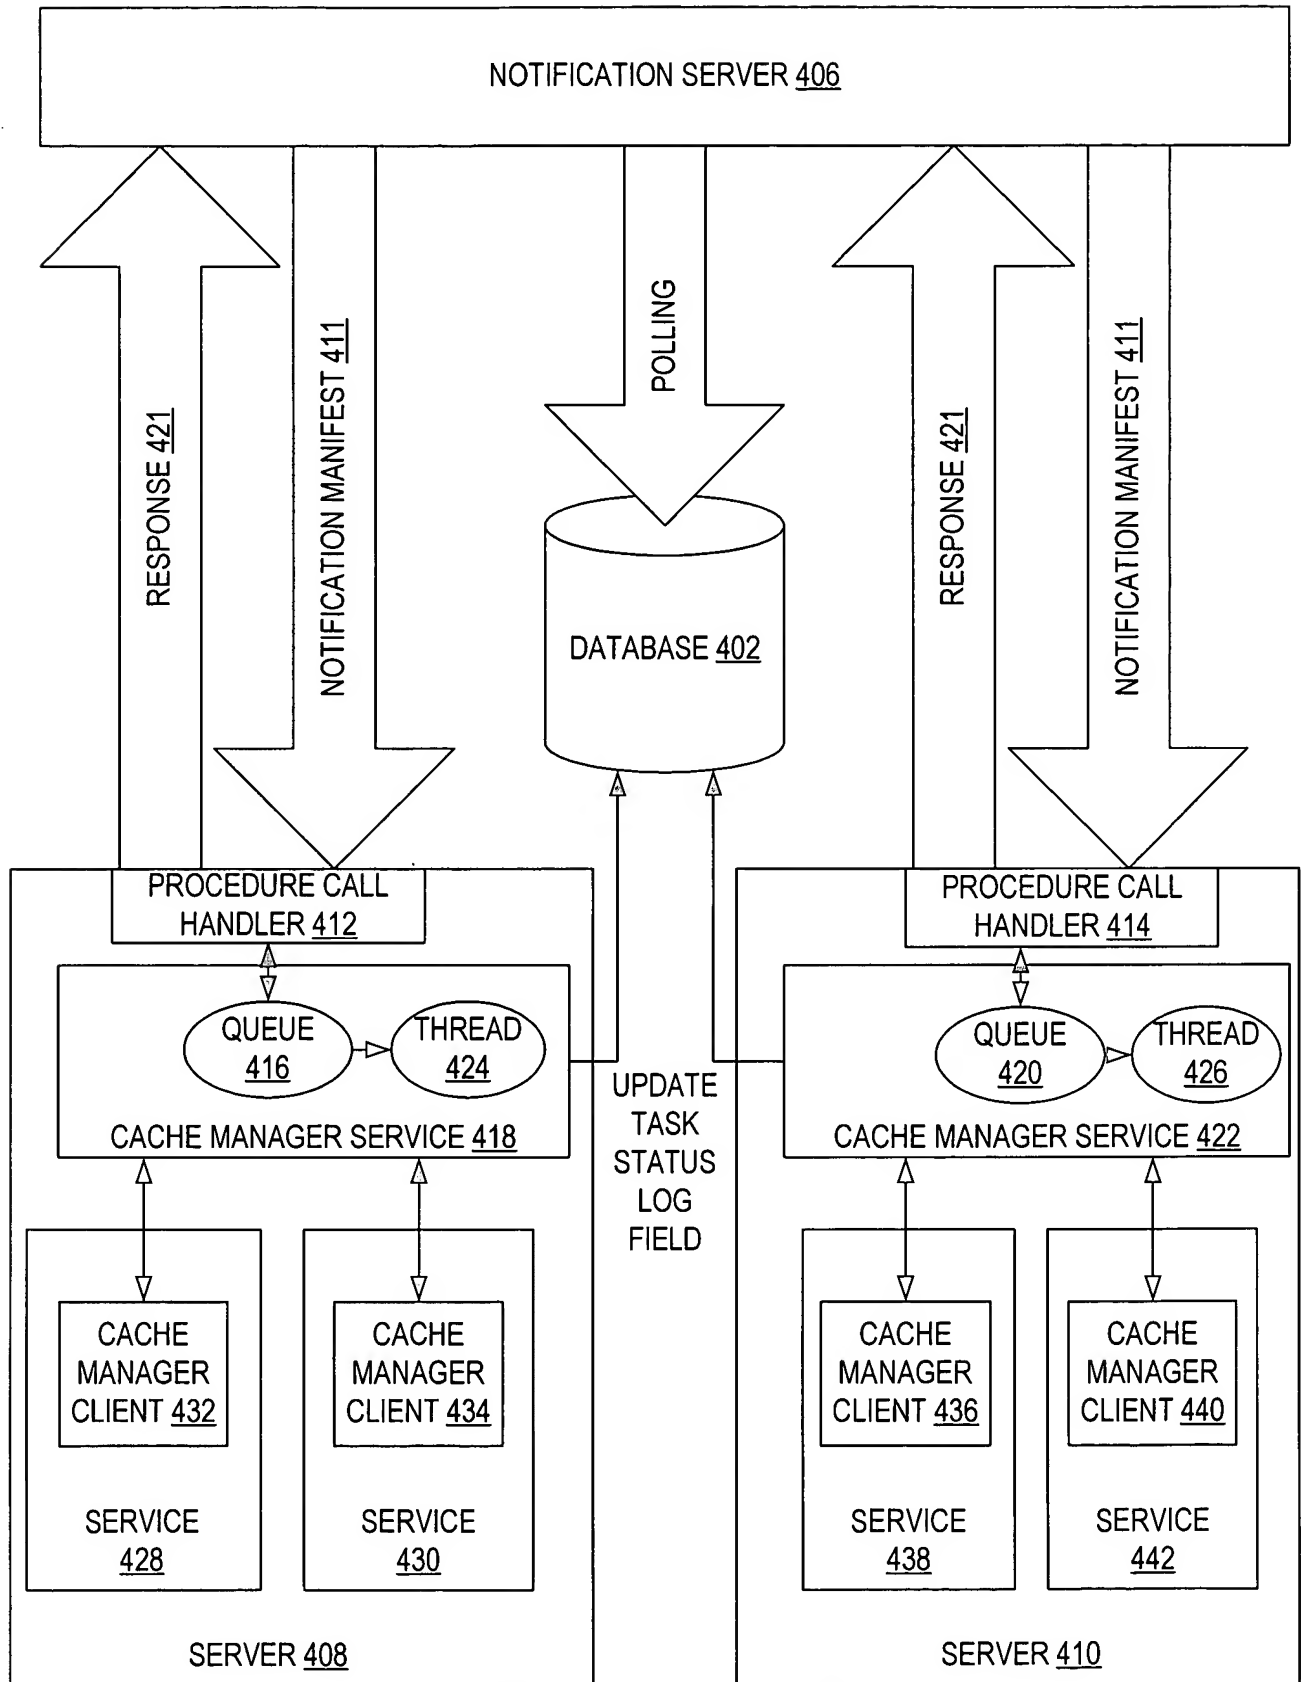 NOTIFICATION SERVER 406
RESPONSE 421
NOTIFICATION MANIFEST 411
POLLING
RESPONSE 421
NOTIFICATION MANIFEST 411
DATABASE 402
PROCEDURE CALL
HANDLER 412
QUEUE
416
THREAD
424
CACHE MANAGER SERVICE 418
UPDATE
TASK
STATUS
LOG
FIELD
PROCEDURE CALL
HANDLER 414
QUEUE
420
THREAD
426
CACHE MANAGER SERVICE 422
CACHE
MANAGER
CLIENT 432
SERVICE
428
CACHE
MANAGER
CLIENT 434
SERVICE
430
SERVER 408
CACHE
MANAGER
CLIENT 436
SERVICE
438
CACHE
MANAGER
CLIENT 440
SERVICE
442
SERVER 410